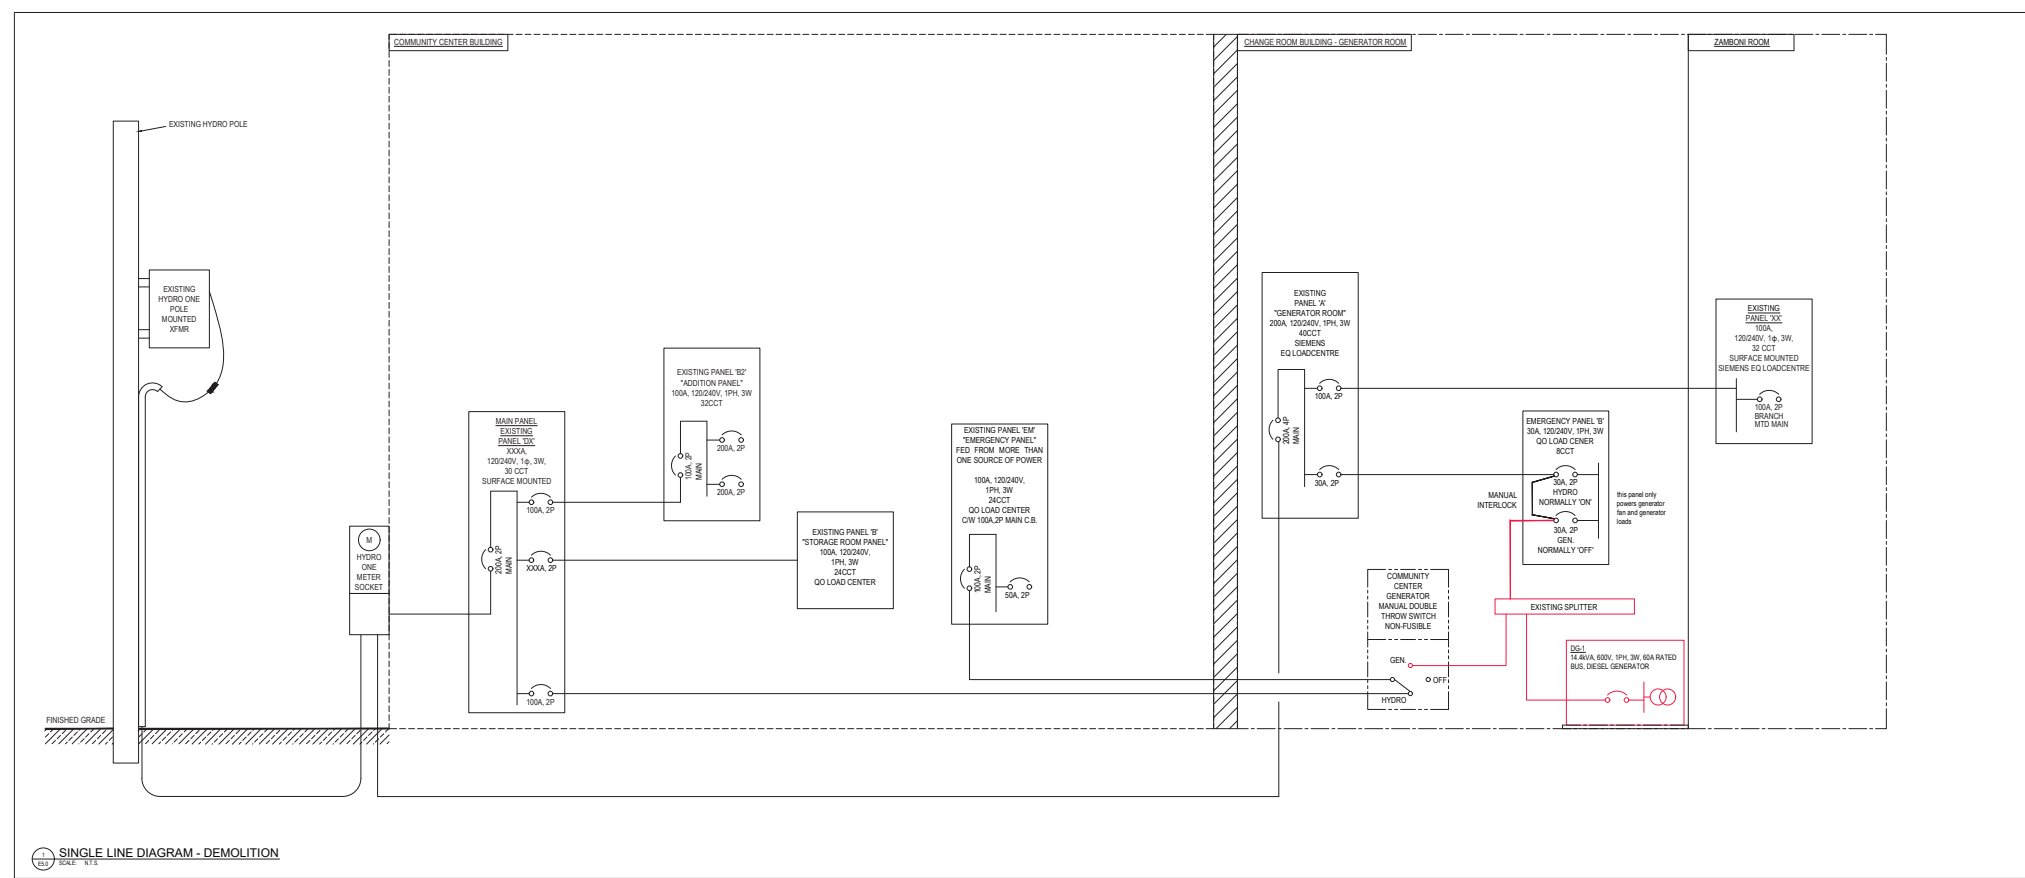 COMMUNITY CENTER BUILDING
CHANGE ROOM BUILDING - GENERATOR ROOM
ZAMBONI ROOM
EXISTING HYDRO POLE
EXISTING
HYDRO ONE
POLE
MOUNTED
XFMR
FINISHED GRADE
M
HYDRO
ONE
METER
SOCKET
MAIN PANEL
EXISTING
PANEL 'DX'
XXXA,
120/240V, 1φ, 3W,
30 CCT
SURFACE MOUNTED
200A, 2P
MAIN
100A, 2P
XXXA, 2P
100A, 2P
EXISTING PANEL 'B2'
"ADDITION PANEL"
100A, 120/240V, 1PH, 3W
32CCT
100A, 2P
MAIN
200A, 2P
200A, 2P
EXISTING PANEL 'B'
"STORAGE ROOM PANEL"
100A, 120/240V,
1PH, 3W
24CCT
QO LOAD CENTER
EXISTING PANEL 'EM'
"EMERGENCY PANEL"
FED FROM MORE THAN
ONE SOURCE OF POWER
100A, 120/240V,
1PH, 3W
24CCT
QO LOAD CENTER
C/W 100A,2P MAIN C.B.
100A, 2P
MAIN
50A, 2P
EXISTING
PANEL 'A'
"GENERATOR ROOM"
200A, 120/240V, 1PH, 3W
40CCT
SIEMENS
EQ LOADCENTRE
200A, 4P
MAIN
100A, 2P
30A, 2P
COMMUNITY
CENTER
GENERATOR
MANUAL DOUBLE
THROW SWITCH
NON-FUSIBLE
GEN.
OFF
HYDRO
EMERGENCY PANEL 'B'
30A, 120/240V, 1PH, 3W
QO LOAD CENER
8CCT
30A, 2P
HYDRO
NORMALLY 'ON'
30A, 2P
GEN.
NORMALLY 'OFF'
MANUAL
INTERLOCK
this panel only
powers generator
fan and generator
loads
EXISTING SPLITTER
DG-1
14.4kVA, 600V, 1PH, 3W, 60A RATED
BUS, DIESEL GENERATOR
EXISTING
PANEL 'XX'
100A,
120/240V, 1φ, 3W,
32 CCT
SURFACE MOUNTED
SIEMENS EQ LOADCENTRE
100A, 2P
BRANCH
MTD MAIN
1
E5.0
SINGLE LINE DIAGRAM - DEMOLITION
SCALE: N.T.S.